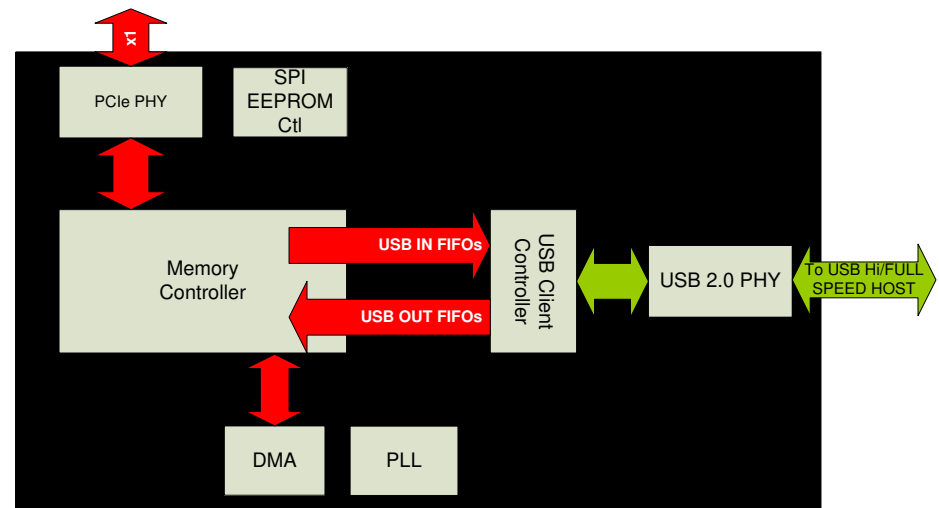 x1
PCIe PHY
SPI
EEPROM
Ctl
Memory
Controller
USB IN FIFOs
USB OUT FIFOs
USB Client
Controller
USB 2.0 PHY
To USB Hi/FULL
SPEED HOST
DMA
PLL